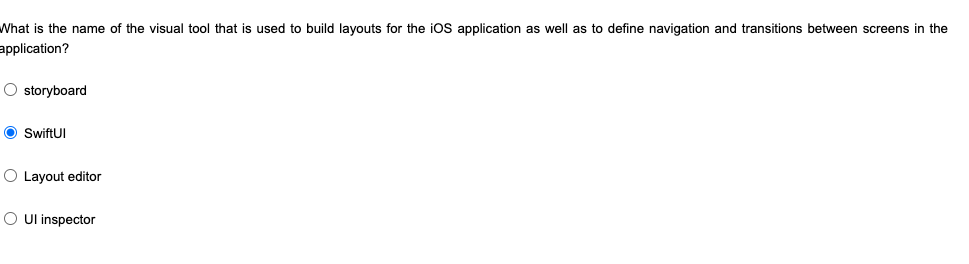 What is the name of the visual tool that is used to build layouts for the iOS application as well as to define navigation and transitions between screens in the
application?
storyboard
SwiftUI
Layout editor
UI inspector